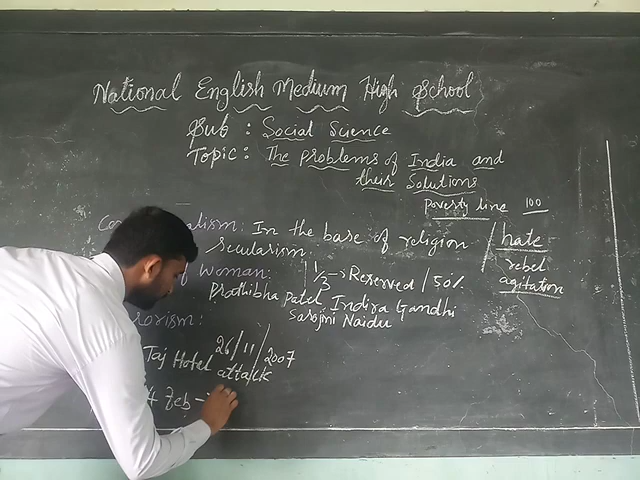 National English Medium High School
Sub : Social Science
Topic: The problems of India and
their Solutions
poverty line 100
In the base of religion / hate
secularism. rebel
of woman: | 1/3 → Reserved / 50% agitation
Prathibha Patel Indira Gandhi
Sarojini Naidu
Taj Hotel 26/11/2007
attack
Feb -